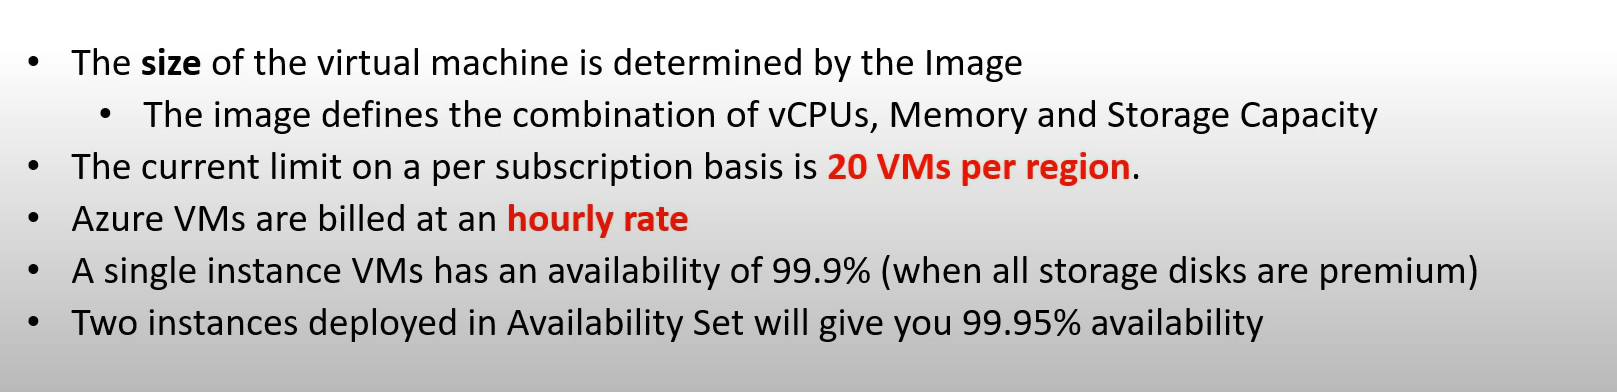 • The size of the virtual machine is determined by the Image
• The image defines the combination of vCPUs, Memory and Storage Capacity
• The current limit on a per subscription basis is 20 VMs per region.
• Azure VMs are billed at an hourly rate
• A single instance VMs has an availability of 99.9% (when all storage disks are premium)
• Two instances deployed in Availability Set will give you 99.95% availability